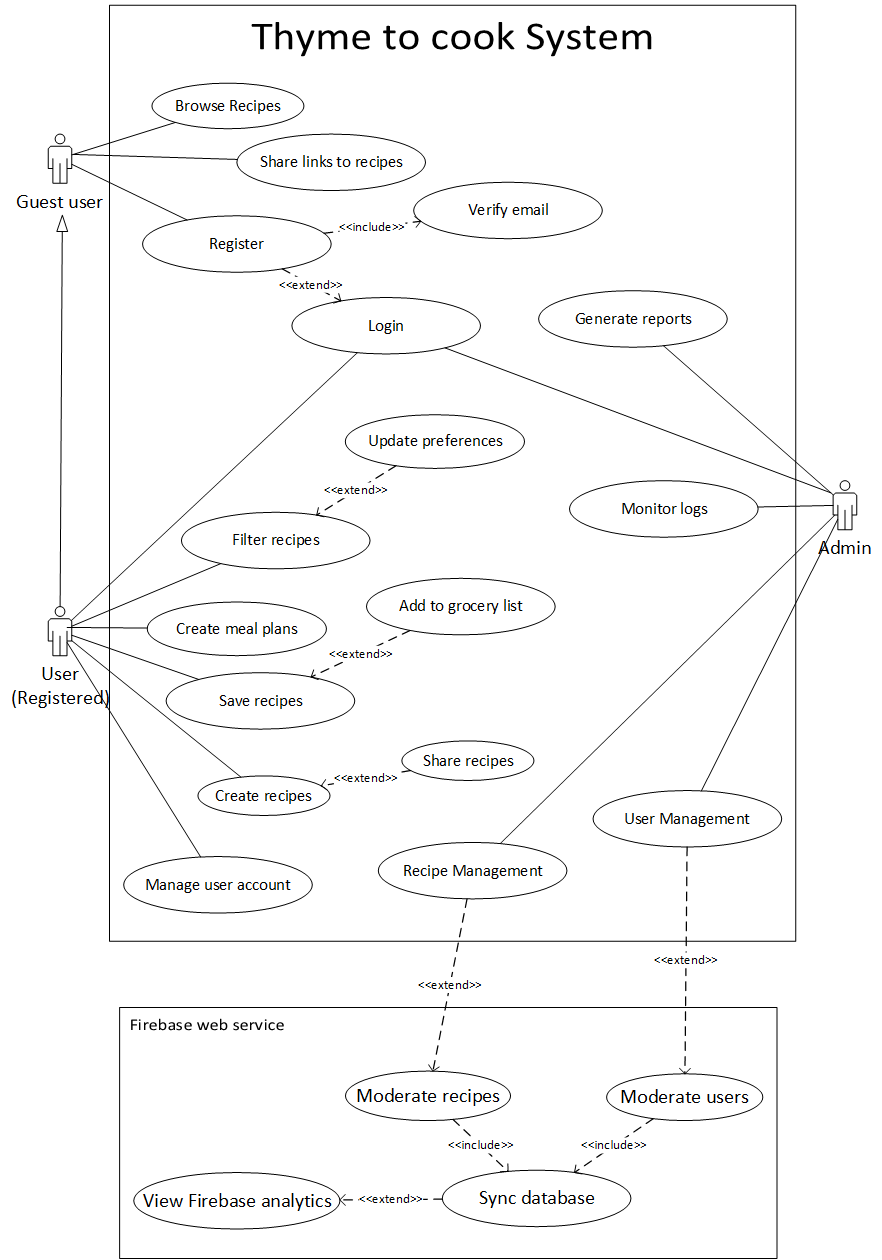 Thyme to cook System
Browse Recipes
Share links to recipes
Guest user
Verify email
<<include>>
Register
<<extend>>
Login
Generate reports
Update preferences
<<extend>>
Monitor logs
Filter recipes
Admin
Add to grocery list
Create meal plans
<<extend>>
User
(Registered)
Save recipes
Share recipes
<<extend>>
Create recipes
User Management
Recipe Management
Manage user account
<<extend>>
<<extend>>
Firebase web service
Moderate recipes
Moderate users
<<include>>
<<include>>
View Firebase analytics
<<extend>>
Sync database